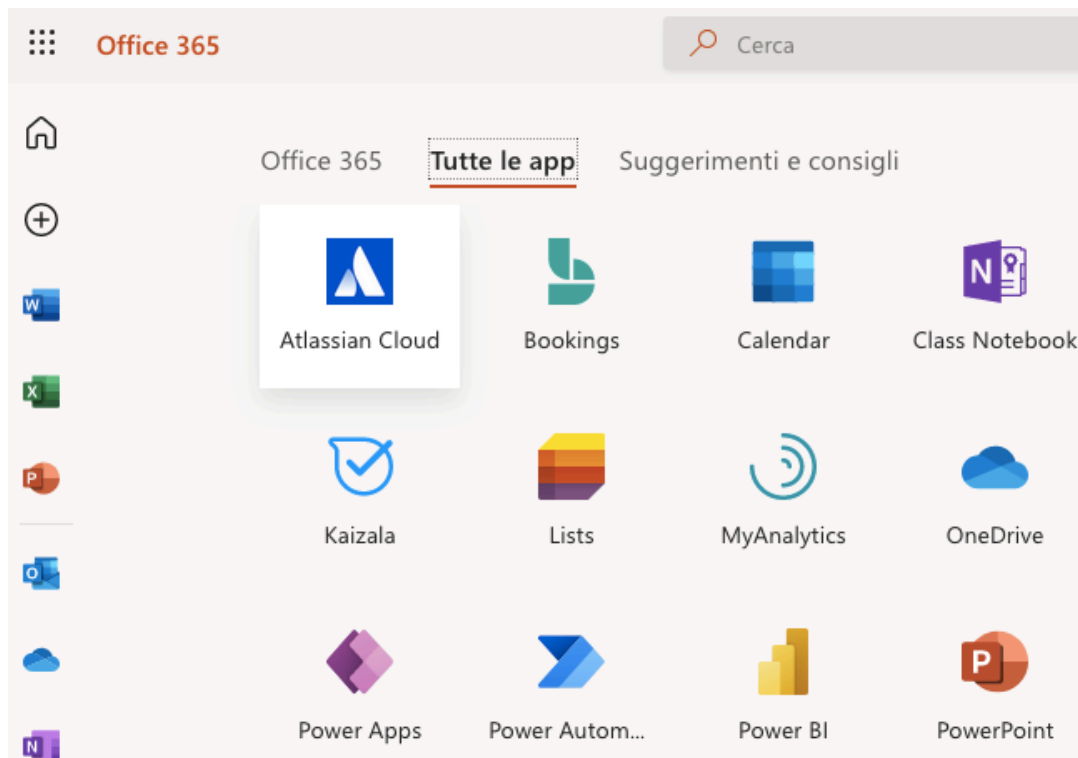 Office 365
Cerca
Office 365 Tutte le app Suggerimenti e consigli
Atlassian Cloud Bookings Calendar Class Notebook
Kaizala Lists MyAnalytics OneDrive
Power Apps Power Autom... Power BI PowerPoint